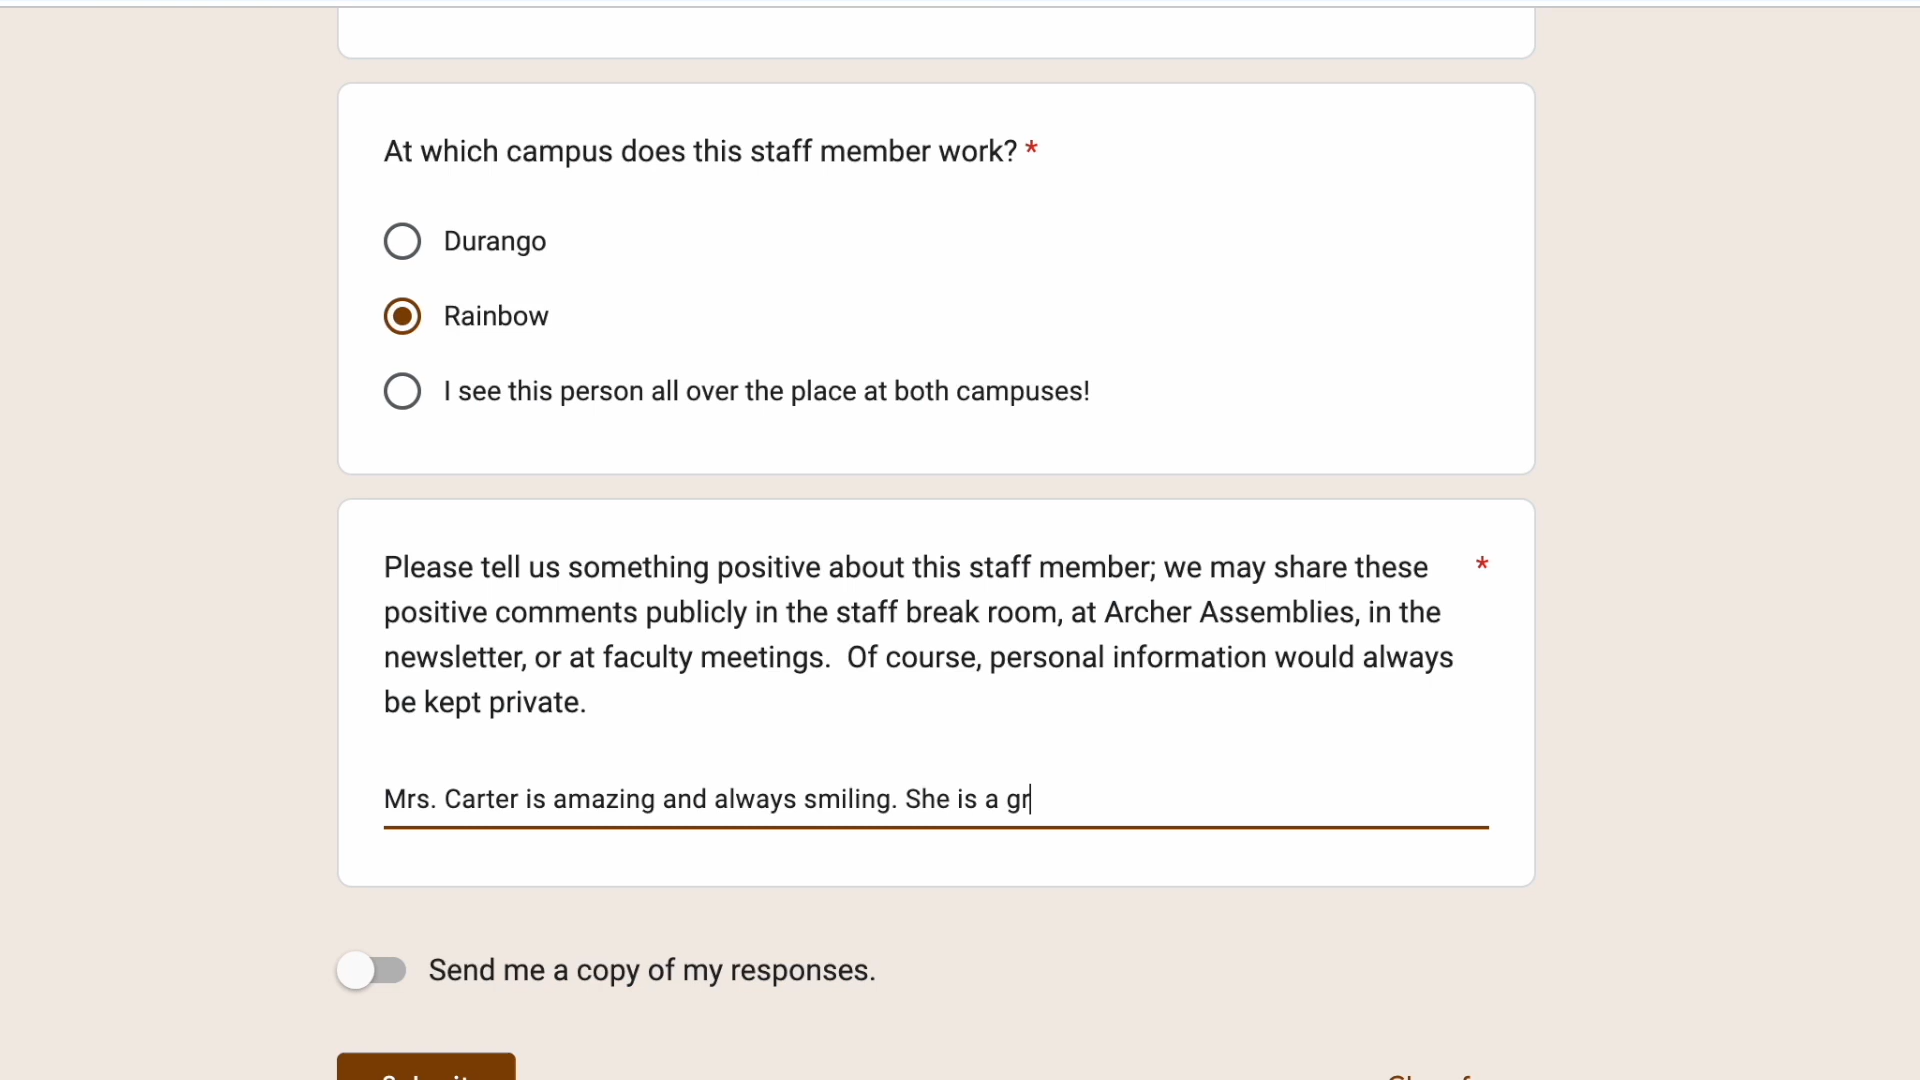 At which campus does this staff member work? *
Durango
Rainbow
I see this person all over the place at both campuses!
Please tell us something positive about this staff member; we may share these *
positive comments publicly in the staff break room, at Archer Assemblies, in the
newsletter, or at faculty meetings.  Of course, personal information would always
be kept private.
Mrs. Carter is amazing and always smiling. She is a gr
Send me a copy of my responses.